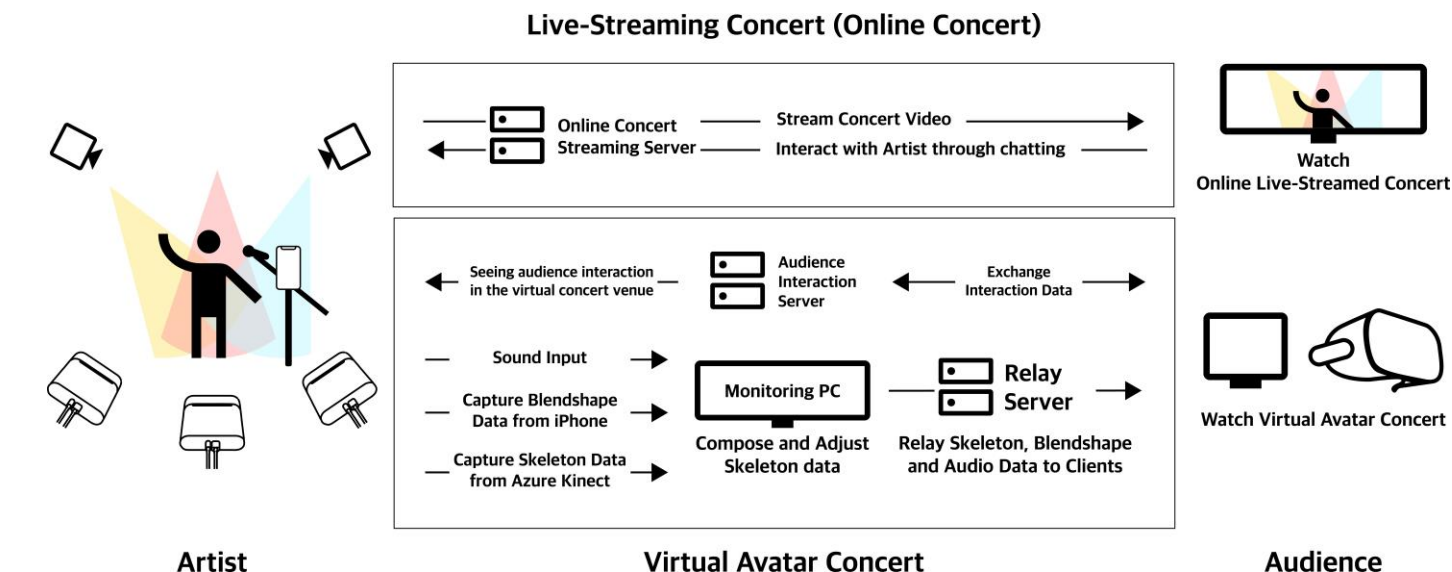 Live-Streaming Concert (Online Concert)
Online Concert
Streaming Server
Stream Concert Video
Interact with Artist through chatting
Watch
Online Live-Streamed Concert
Seeing audience interaction
in the virtual concert venue
Audience
Interaction
Server
Exchange
Interaction Data
Sound Input
Capture Blendshape
Data from iPhone
Capture Skeleton Data
from Azure Kinect
Monitoring PC
Compose and Adjust
Skeleton data
Relay
Server
Relay Skeleton, Blendshape
and Audio Data to Clients
Watch Virtual Avatar Concert
Artist
Virtual Avatar Concert
Audience